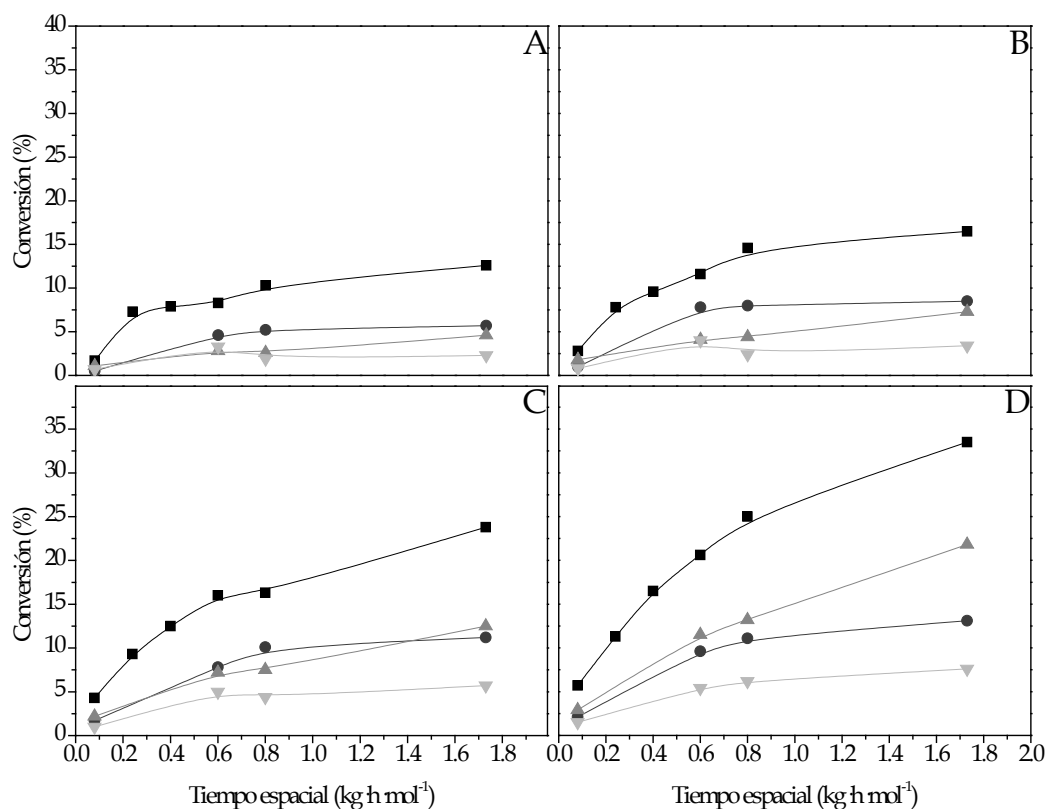 A
B
40
35
30
25
20
15
10
5
0
Conversión (%)
C
D
35
30
25
20
15
10
5
0
Conversión (%)
0.0 0.2 0.4 0.6 0.8 1.0 1.2 1.4 1.6 1.8
0.0 0.2 0.4 0.6 0.8 1.0 1.2 1.4 1.6 1.8 2.0
Tiempo espacial (kg·h·mol⁻¹)
Tiempo espacial (kg·h·mol⁻¹)